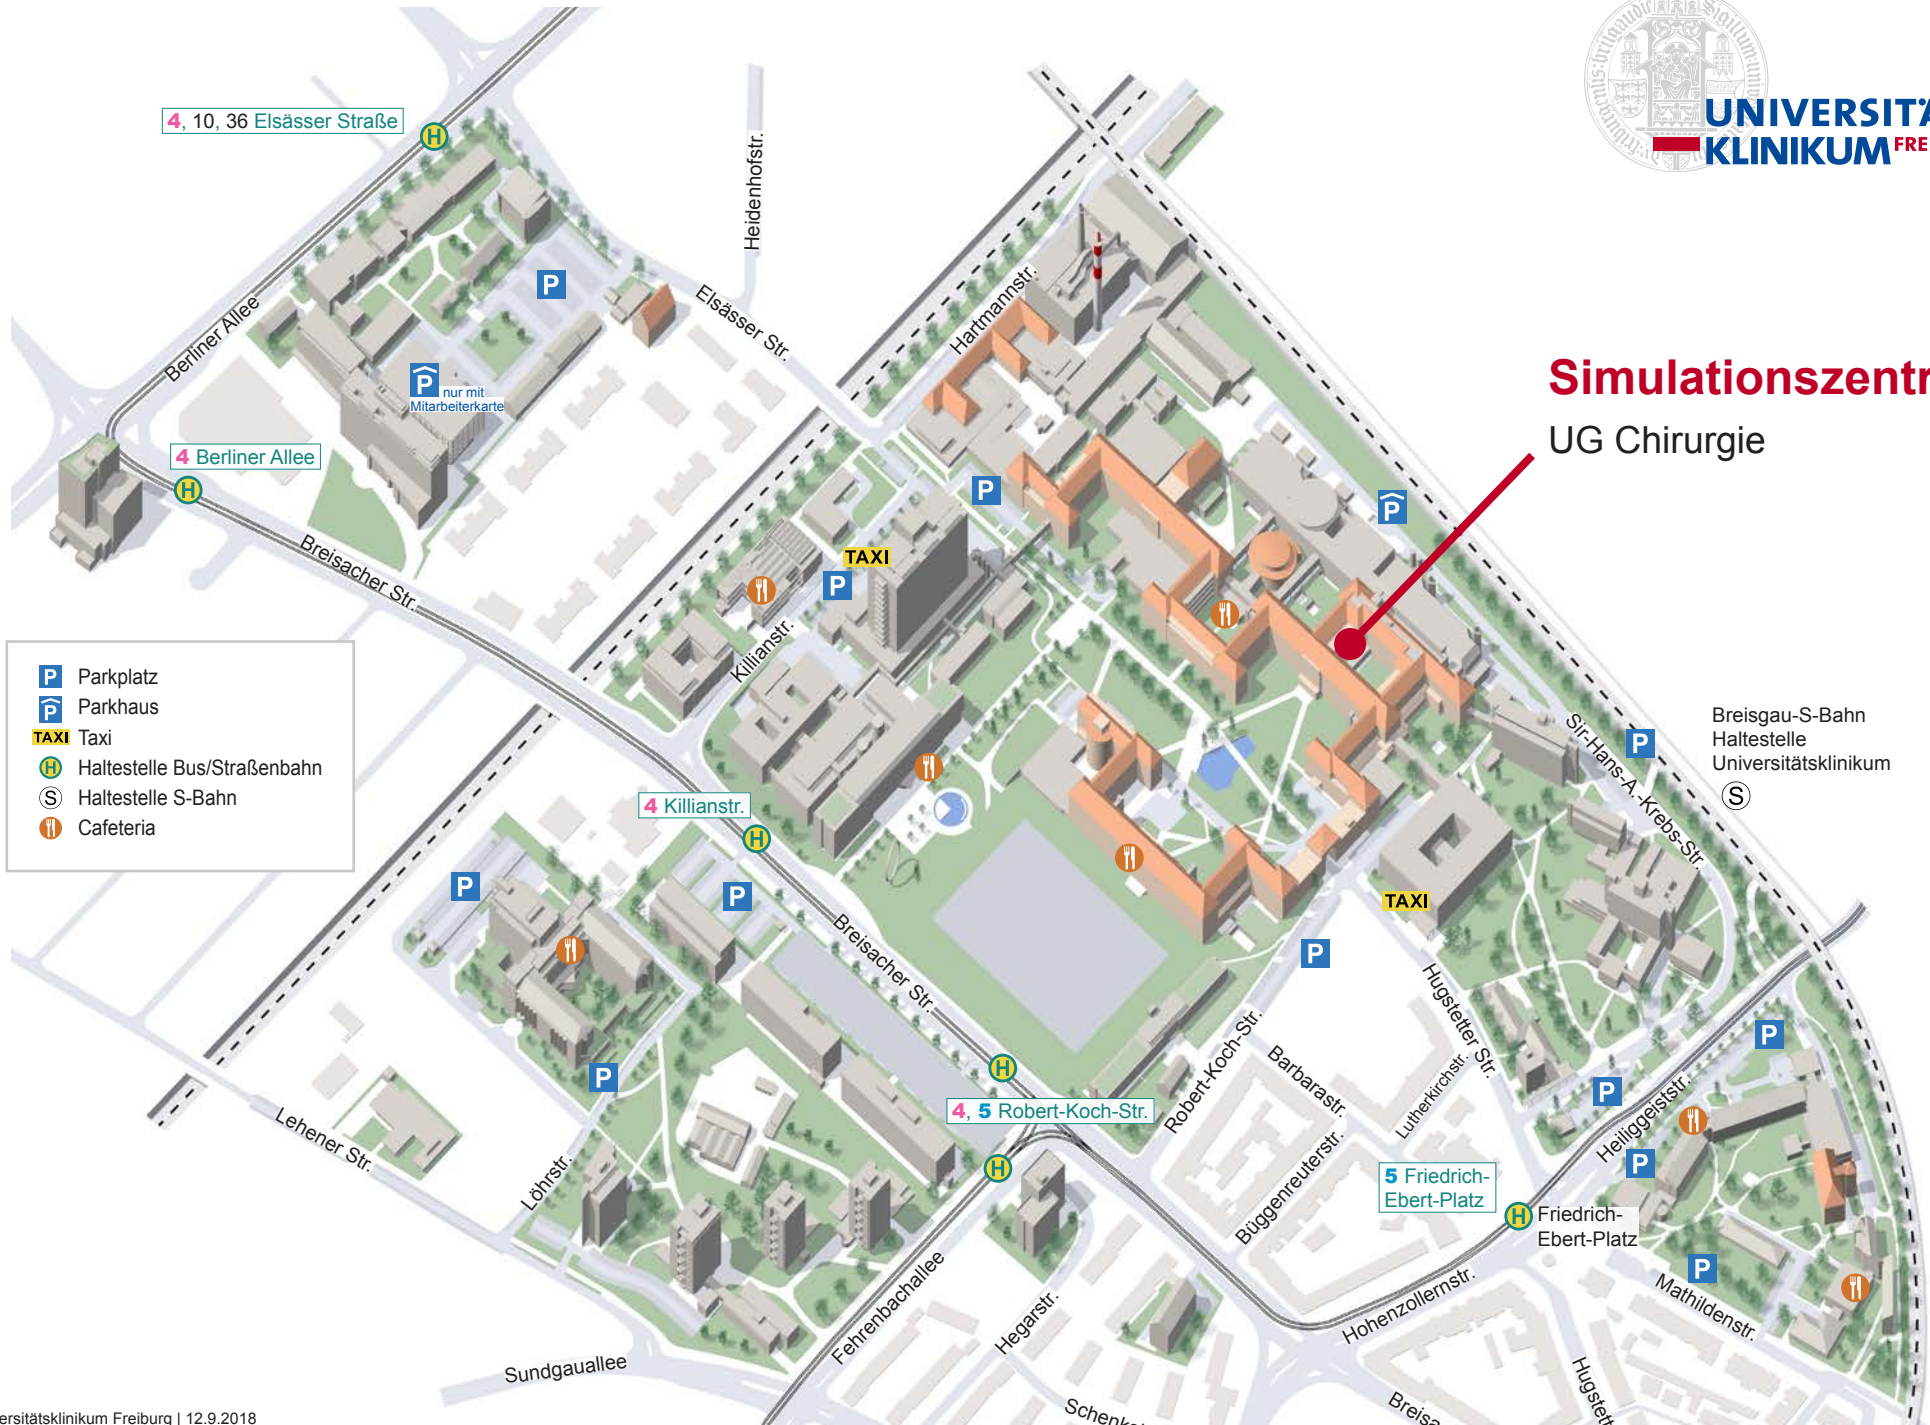 UNIVERSITÄ
KLINIKUM FRE
4, 10, 36 Elsässer Straße
H
Heidenhofstr.
P
Elsässer Str.
Hartmannstr.
Berliner Allee
P nur mit
Mitarbeiterkarte
Simulationszentr
UG Chirurgie
4 Berliner Allee
H
P
P
TAXI
P
Breisacher Str.
Killianstr.
P Parkplatz
P Parkhaus
TAXI Taxi
H Haltestelle Bus/Straßenbahn
S Haltestelle S-Bahn
Cafeteria
Sir-Hans-A.-Krebs-Str.
P
Breisgau-S-Bahn
Haltestelle
Universitätsklinikum
S
4 Killianstr.
H
P
P
TAXI
Breisacher Str.
P
Hugstetter Str.
Robert-Koch-Str.
Barbarastr.
Lutherkirchstr.
P
P
H
P
4, 5 Robert-Koch-Str.
Lehener Str.
Löhrstr.
H
Büggenreuterstr.
Heiliggeiststr.
P
5 Friedrich-
Ebert-Platz
H
Friedrich-
Ebert-Platz
P
Mathildenstr.
Fehrenbachallee
Hegarstr.
Hohenzollernstr.
Sundgauallee
Schenk
Breisa
Hugstett
ersitätsklinikum Freiburg | 12.9.2018